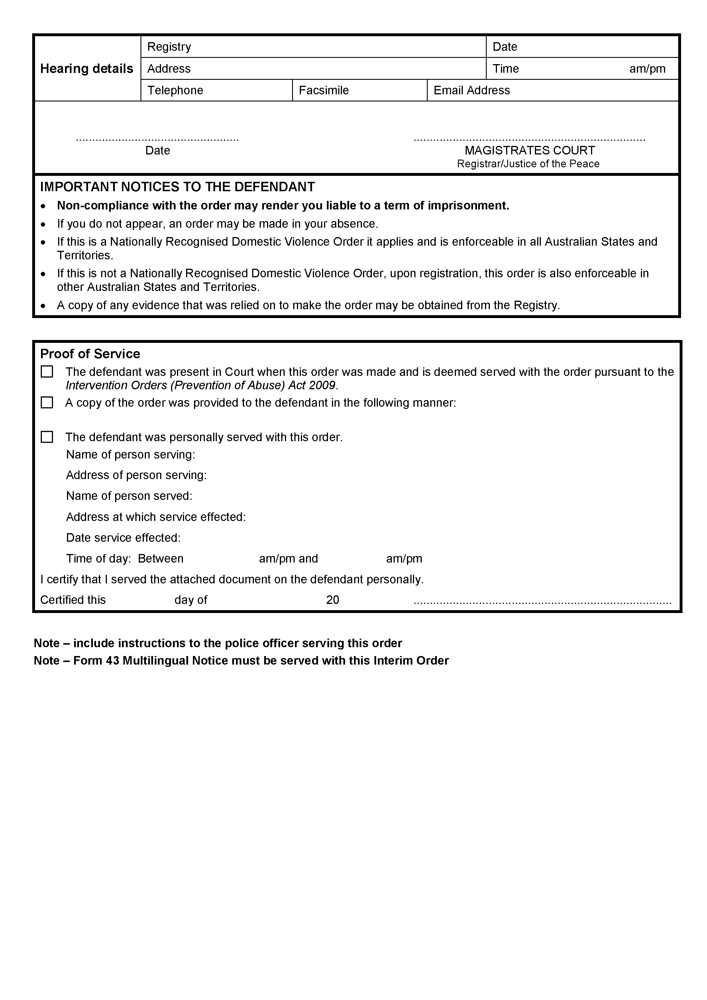 Hearing details
Registry
Date
Address
Time am/pm
Telephone
Facsimile
Email Address
Date
MAGISTRATES COURT
Registrar/Justice of the Peace
IMPORTANT NOTICES TO THE DEFENDANT
• Non-compliance with the order may render you liable to a term of imprisonment.
• If you do not appear, an order may be made in your absence.
• If this is a Nationally Recognised Domestic Violence Order it applies and is enforceable in all Australian States and
Territories.
• If this is not a Nationally Recognised Domestic Violence Order, upon registration, this order is also enforceable in
other Australian States and Territories.
• A copy of any evidence that was relied on to make the order may be obtained from the Registry.
Proof of Service
The defendant was present in Court when this order was made and is deemed served with the order pursuant to the
Intervention Orders (Prevention of Abuse) Act 2009.
A copy of the order was provided to the defendant in the following manner:
The defendant was personally served with this order.
Name of person serving:
Address of person serving:
Name of person served:
Address at which service effected:
Date service effected:
Time of day: Between am/pm and am/pm
I certify that I served the attached document on the defendant personally.
Certified this day of 20
Note – include instructions to the police officer serving this order
Note – Form 43 Multilingual Notice must be served with this Interim Order